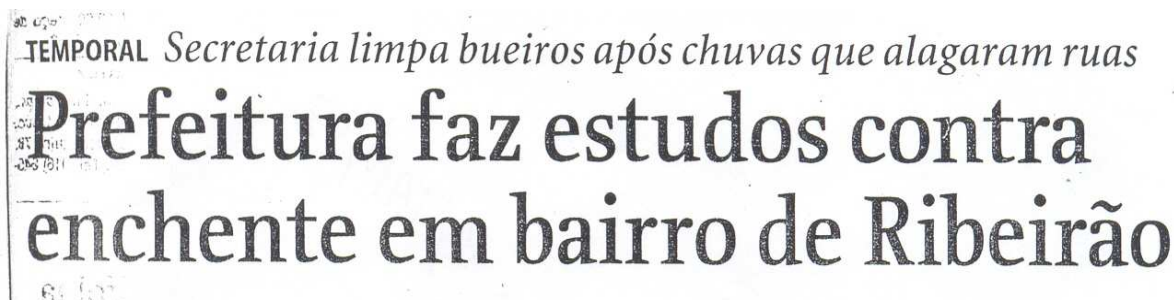 TEMPORAL Secretaria limpa bueiros após chuvas que alagaram ruas
Prefeitura faz estudos contra
enchente em bairro de Ribeirão